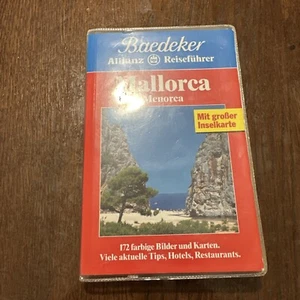 Baedeker
Allianz Reiseführer
Mallorca
Menorca
Mit großer
Inselkarte
172 farbige Bilder und Karten.
Viele aktuelle Tips, Hotels, Restaurants.